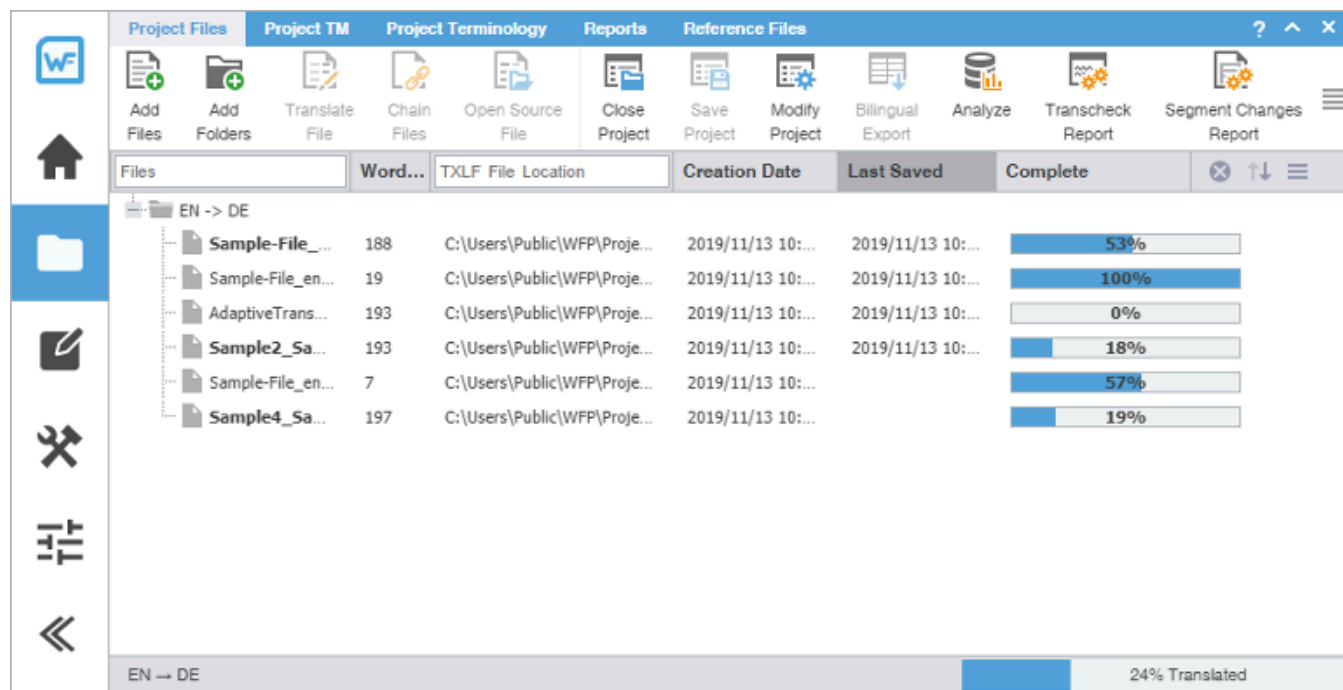 Project Files Project TM Project Terminology Reports Reference Files ?
WF
Add Files Add Folders Translate File Chain Files Open Source File Close Project Save Project Modify Project Bilingual Export Analyze Transcheck Report Segment Changes Report
Files Word... TXLF File Location Creation Date Last Saved Complete
EN -> DE
Sample-File_... 188 C:\Users\Public\WFP\Proje... 2019/11/13 10:... 2019/11/13 10:... 53%
Sample-File_en... 19 C:\Users\Public\WFP\Proje... 2019/11/13 10:... 2019/11/13 10:... 100%
AdaptiveTrans... 193 C:\Users\Public\WFP\Proje... 2019/11/13 10:... 2019/11/13 10:... 0%
Sample2_Sa... 193 C:\Users\Public\WFP\Proje... 2019/11/13 10:... 2019/11/13 10:... 18%
Sample-File_en... 7 C:\Users\Public\WFP\Proje... 2019/11/13 10:... 57%
Sample4_Sa... 197 C:\Users\Public\WFP\Proje... 2019/11/13 10:... 19%
EN → DE 24% Translated